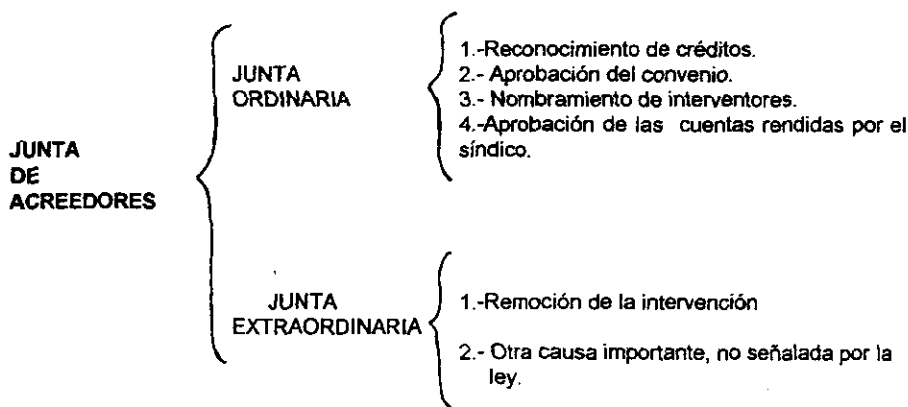 JUNTA
DE
ACREEDORES
JUNTA
ORDINARIA
1.-Reconocimiento de créditos.
2.- Aprobación del convenio.
3.- Nombramiento de interventores.
4.-Aprobación de las cuentas rendidas por el
síndico.
JUNTA
EXTRAORDINARIA
1.-Remoción de la intervención
2.- Otra causa importante, no señalada por la
ley.